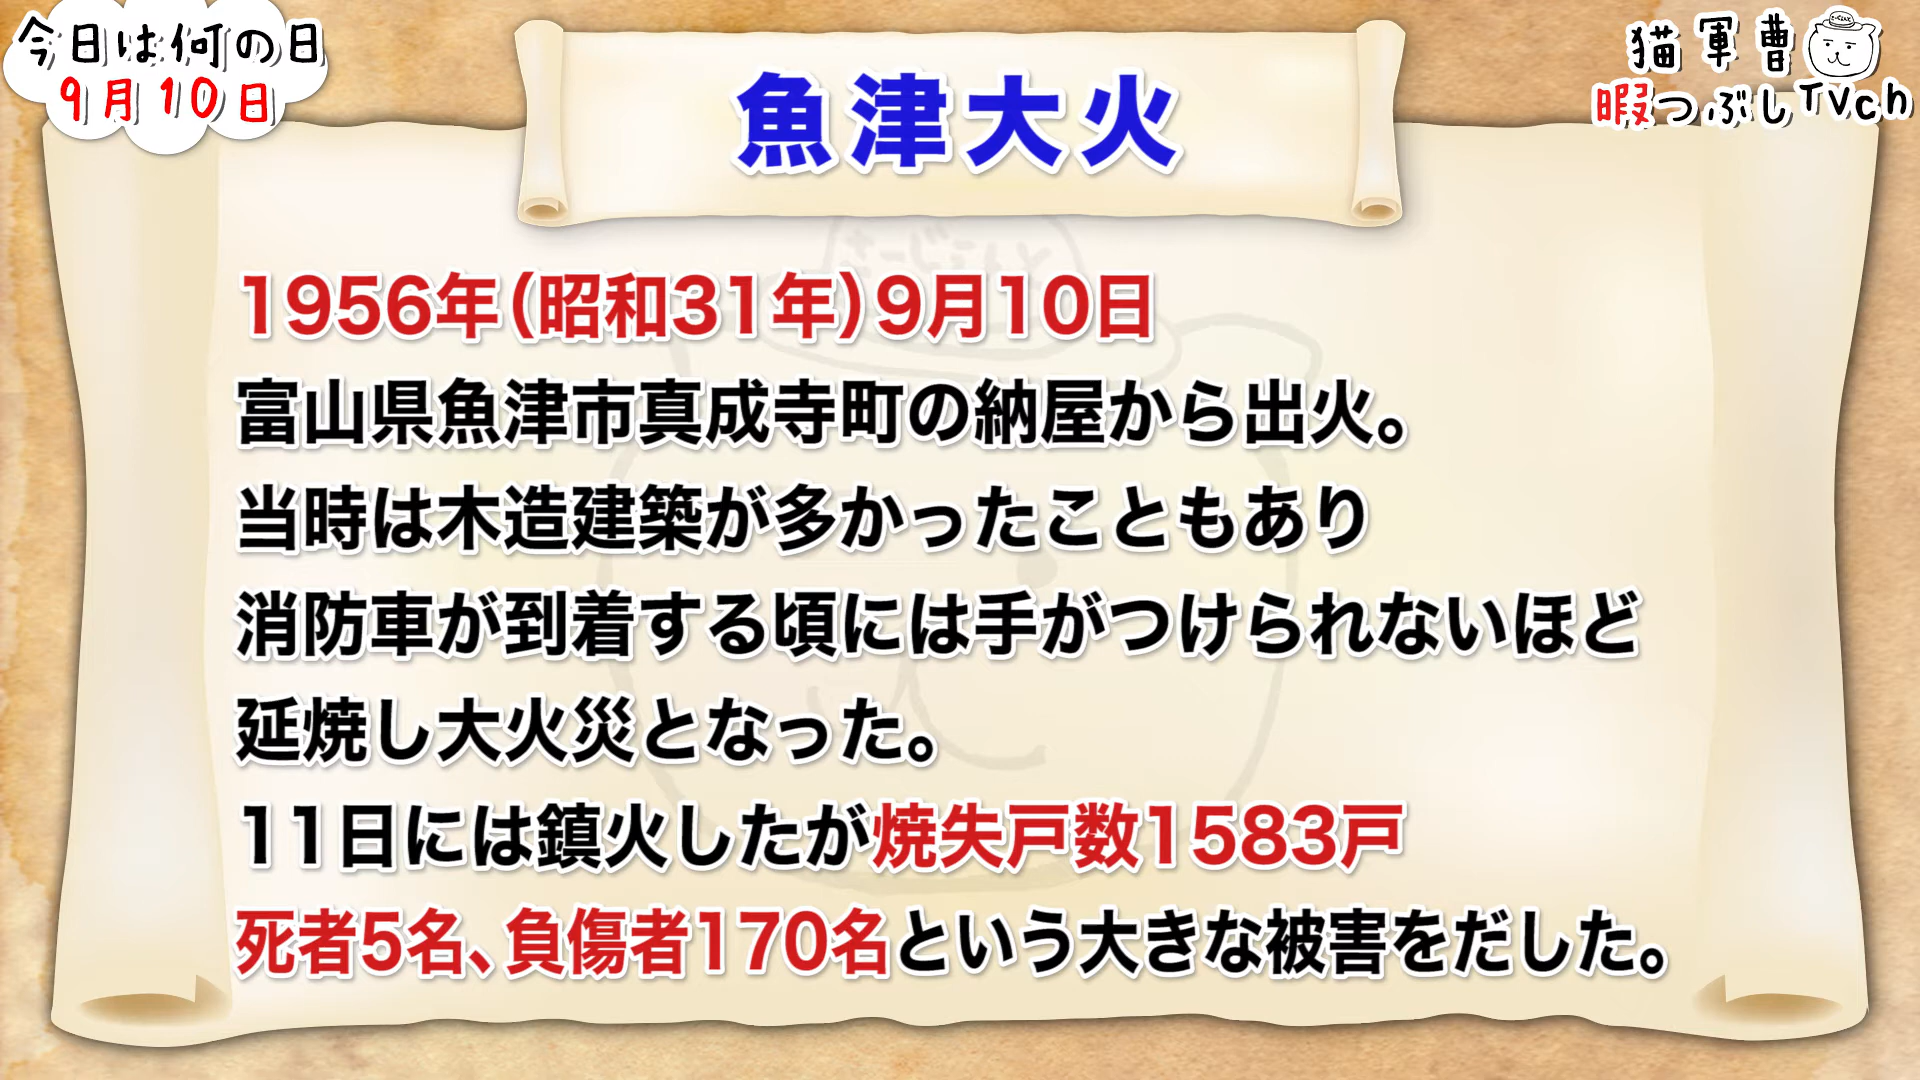 今日は何の日
9月10日
猫軍曹
暇つぶしTVch
魚津大火
さーじぇんと
1956年(昭和31年)9月10日
富山県魚津市真成寺町の納屋から出火。
当時は木造建築が多かったこともあり
消防車が到着する頃には手がつけられないほど
延焼し大火災となった。
11日には鎮火したが焼失戸数1583戸
死者5名、負傷者170名という大きな被害をだした。